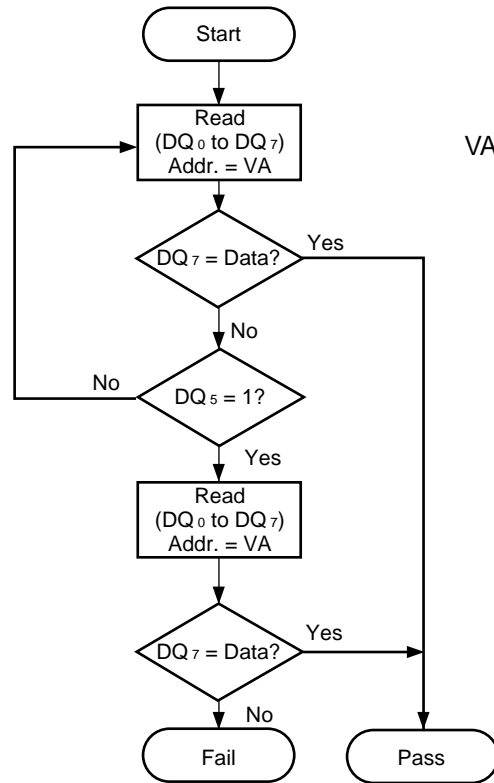 Start
Read
(DQ₀ to DQ₇)
Addr. = VA
VA
DQ₇ = Data?
Yes
No
No
DQ₅ = 1?
Yes
Read
(DQ₀ to DQ₇)
Addr. = VA
DQ₇ = Data?
Yes
No
Fail
Pass